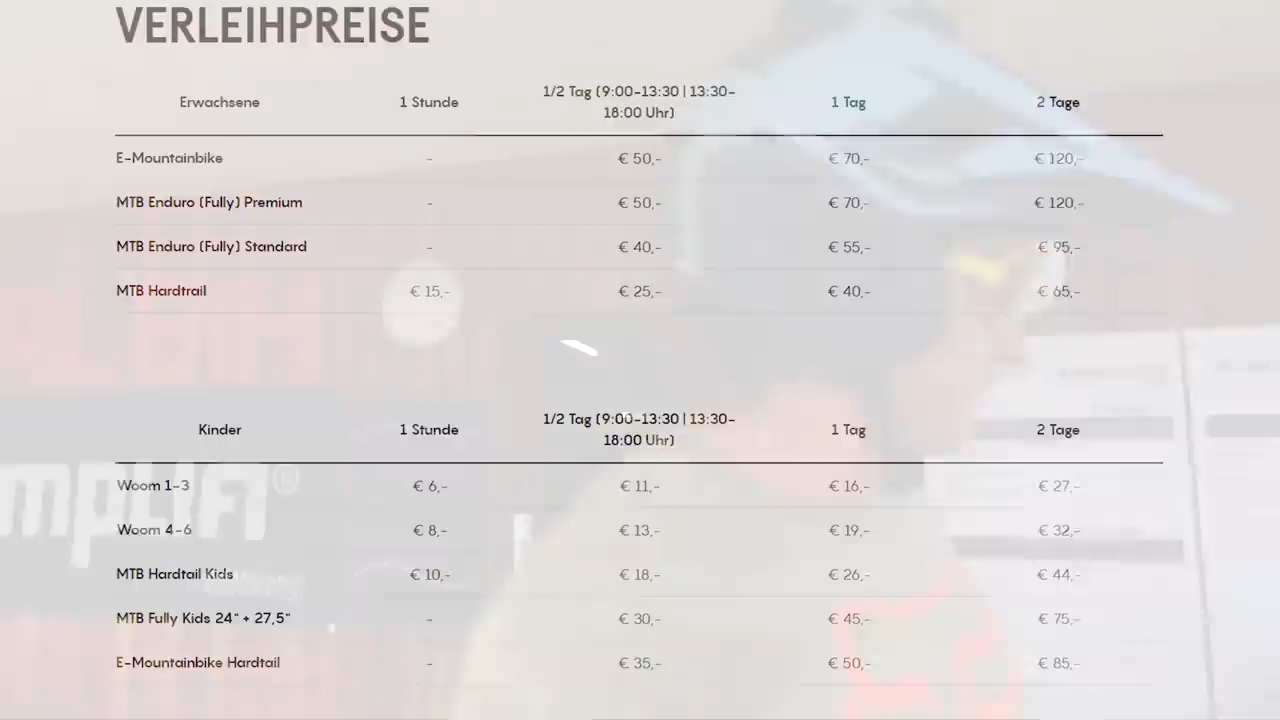 VERLEIHPREISE
Erwachsene 1 Stunde 1/2 Tag (9:00-13:30 | 13:30-18:00 Uhr) 1 Tag 2 Tage
E-Mountainbike - € 50,- € 70,- € 120,-
MTB Enduro (Fully) Premium - € 50,- € 70,- € 120,-
MTB Enduro (Fully) Standard - € 40,- € 55,- € 95,-
MTB Hardtrail € 15,- € 25,- € 40,- € 65,-
Kinder 1 Stunde 1/2 Tag (9:00-13:30 | 13:30-18:00 Uhr) 1 Tag 2 Tage
Woom 1-3 € 6,- € 11,- € 16,- € 27,-
Woom 4-6 € 8,- € 13,- € 19,- € 32,-
MTB Hardtail Kids € 10,- € 18,- € 26,- € 44,-
MTB Fully Kids 24" + 27,5" - € 30,- € 45,- € 75,-
E-Mountainbike Hardtail - € 35,- € 50,- € 85,-
mplifi®